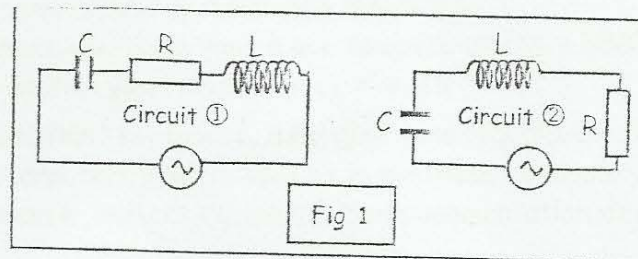 C R L
Circuit ①
L
C Circuit ② R
Fig 1